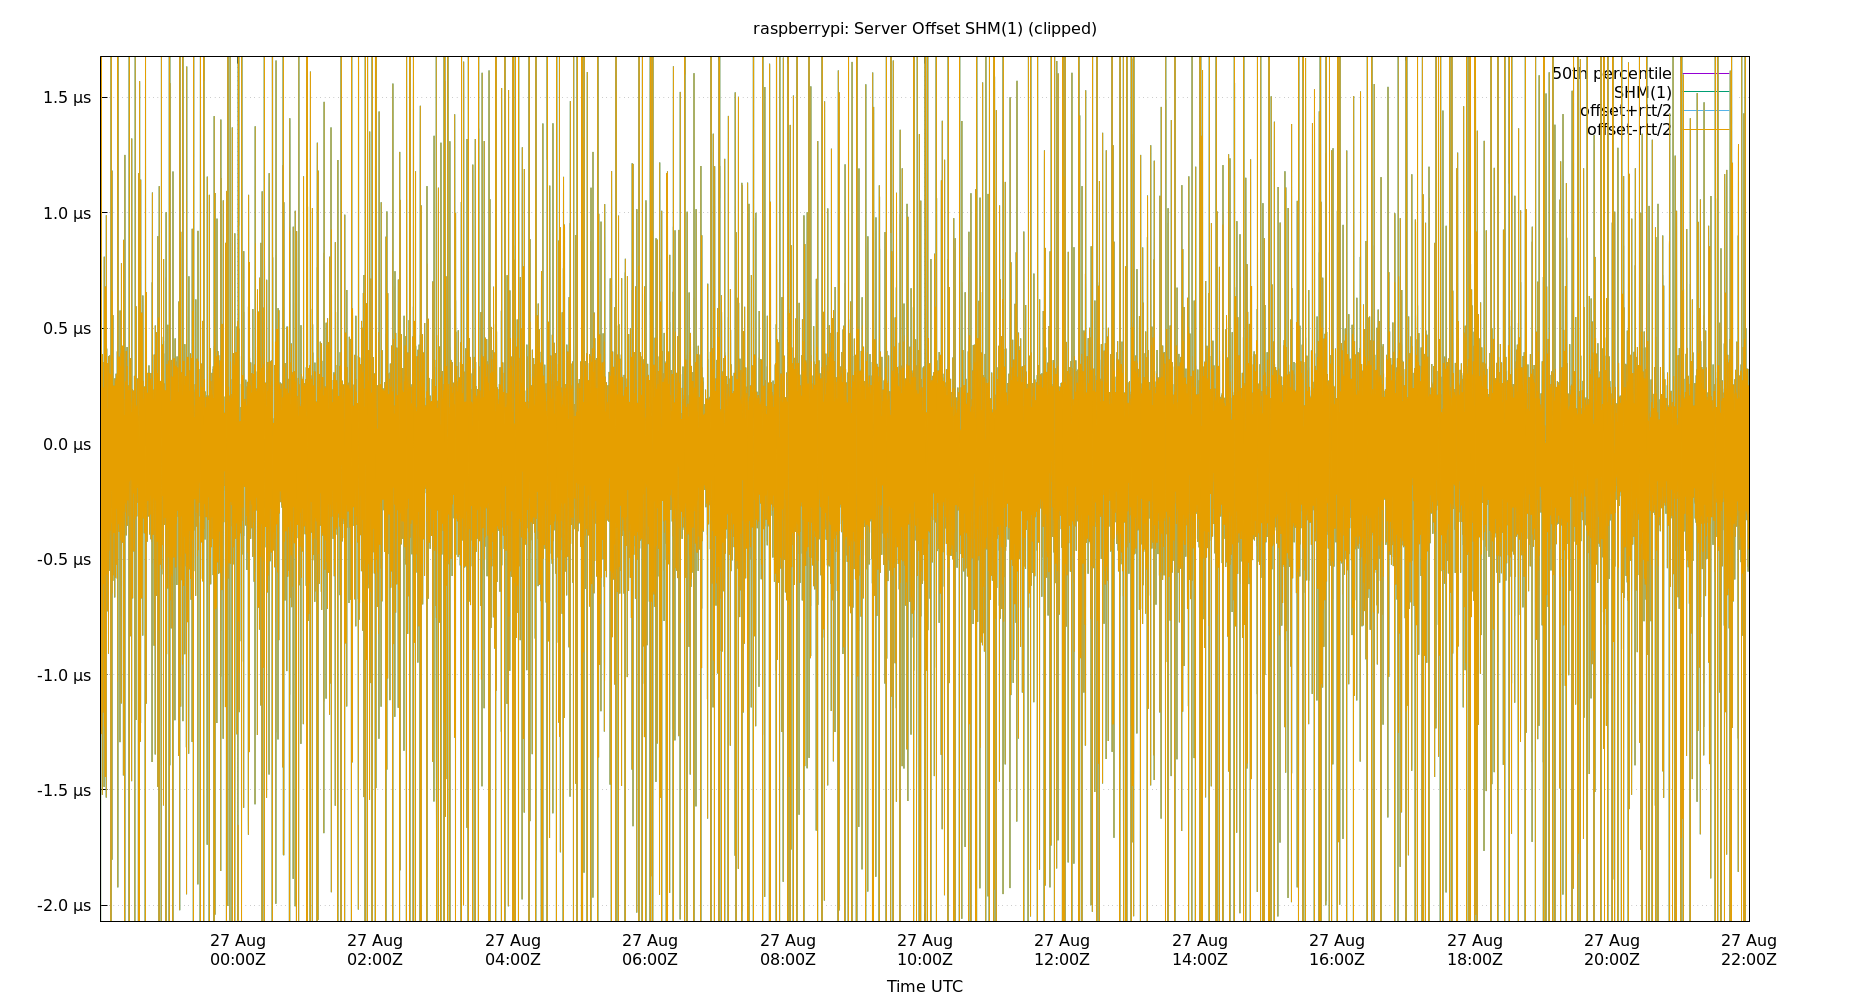 raspberrypi: Server Offset SHM(1) (clipped)
50th percentile
SHM(1)
offset+rtt/2
offset-rtt/2
1.5 µs
1.0 µs
0.5 µs
0.0 µs
-0.5 µs
-1.0 µs
-1.5 µs
-2.0 µs
27 Aug 27 Aug 27 Aug 27 Aug 27 Aug 27 Aug 27 Aug 27 Aug 27 Aug 27 Aug 27 Aug 27 Aug
00:00Z 02:00Z 04:00Z 06:00Z 08:00Z 10:00Z 12:00Z 14:00Z 16:00Z 18:00Z 20:00Z 22:00Z
Time UTC